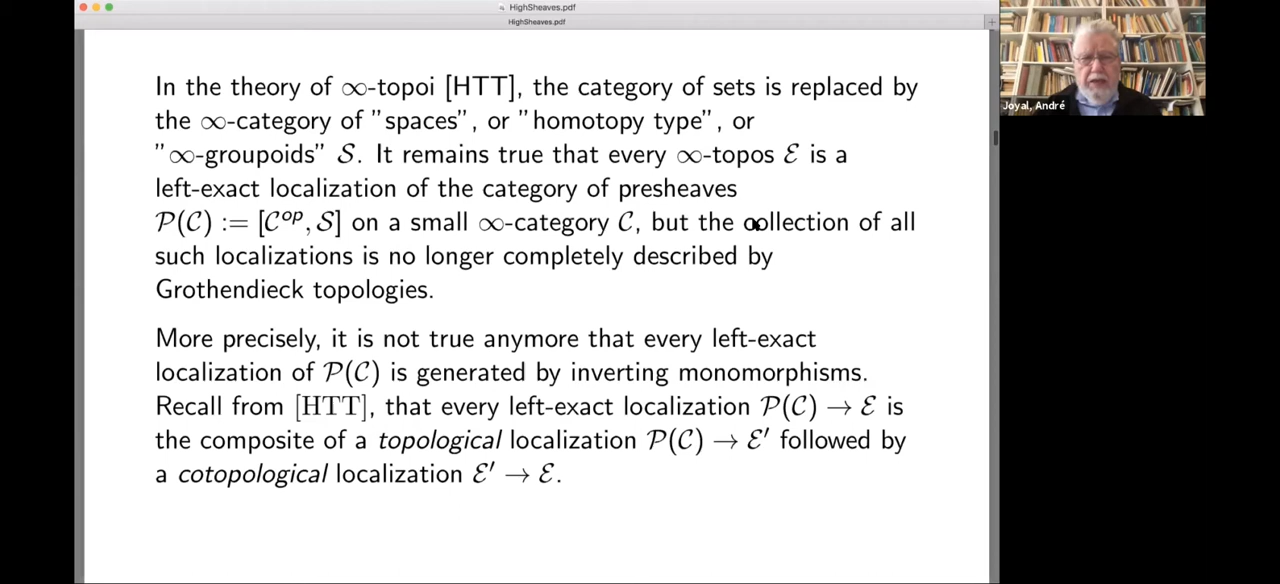 HighSheaves.pdf
HighSheaves.pdf
In the theory of ∞-topoi [HTT], the category of sets is replaced by
the ∞-category of "spaces", or "homotopy type", or
"∞-groupoids" 𝒮. It remains true that every ∞-topos ℰ is a
left-exact localization of the category of presheaves
𝒫(𝒞) := [𝒞ᵒᵖ, 𝒮] on a small ∞-category 𝒞, but the collection of all
such localizations is no longer completely described by
Grothendieck topologies.
More precisely, it is not true anymore that every left-exact
localization of 𝒫(𝒞) is generated by inverting monomorphisms.
Recall from [HTT], that every left-exact localization 𝒫(𝒞) → ℰ is
the composite of a topological localization 𝒫(𝒞) → ℰ′ followed by
a cotopological localization ℰ′ → ℰ.
Joyal, André